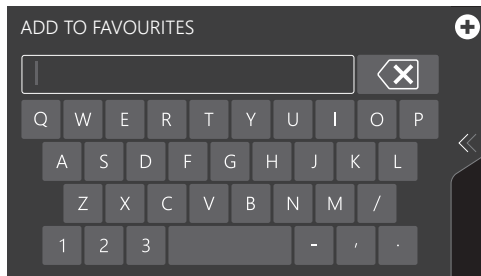 ADD TO FAVOURITES
Q W E R T Y U I O P
A S D F G H J K L
Z X C V B N M /
1 2 3 - , .